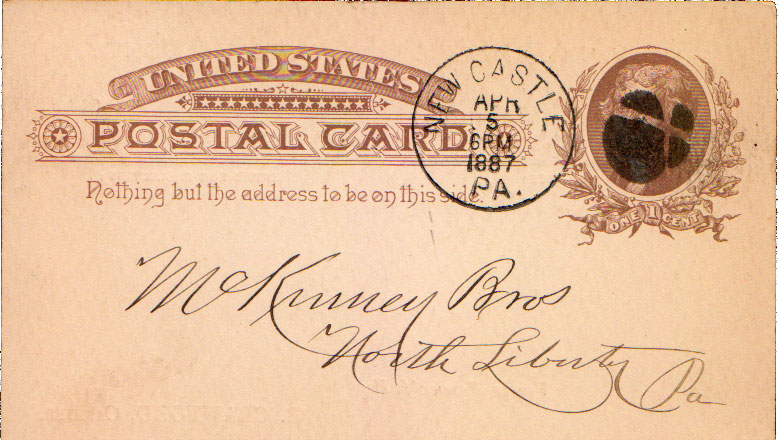 UNITED STATES
POSTAL CARD
Nothing but the address to be on this side.
NEW CASTLE
APR
5
6PM
1887
PA.
ONE 1 CENT
McKinney Bros
North Liberty
Pa